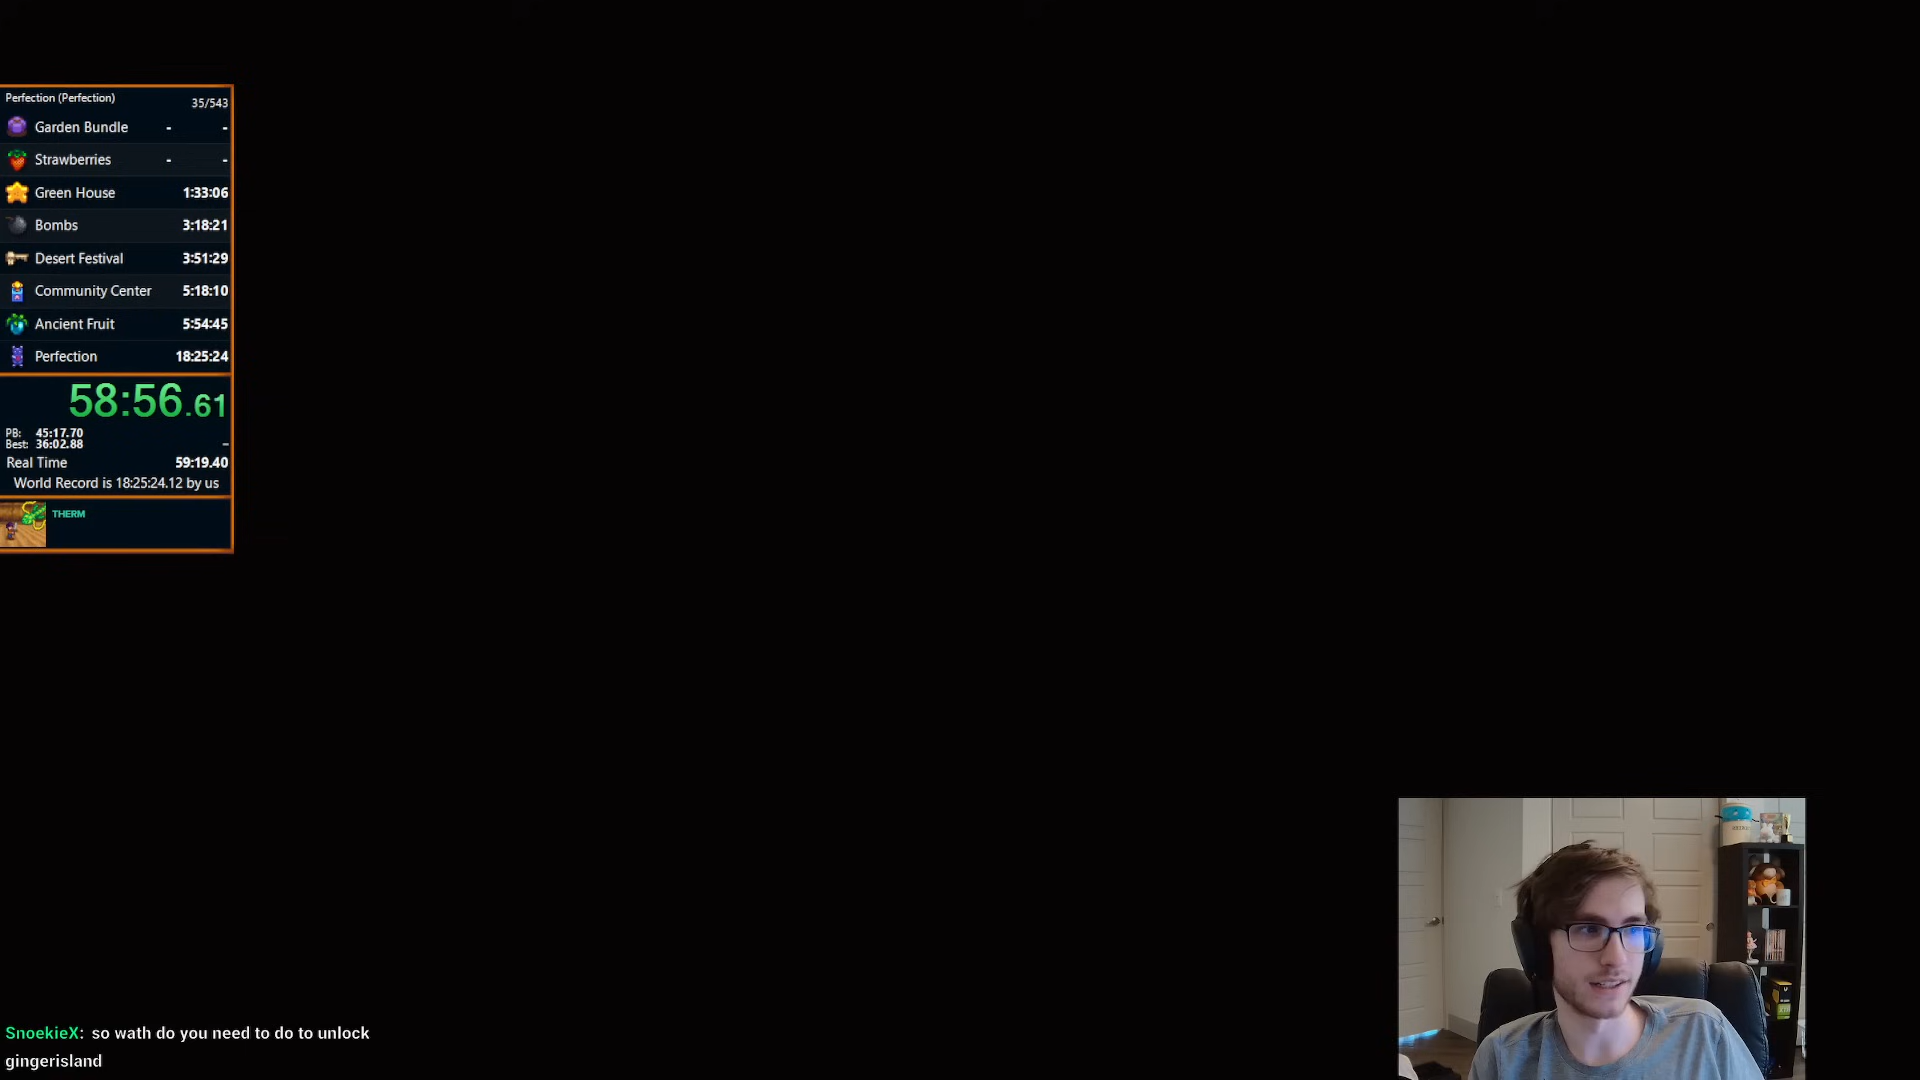 Perfection (Perfection)
35/543
Garden Bundle - -
Strawberries - -
Green House 1:33:06
Bombs 3:18:21
Desert Festival 3:51:29
Community Center 5:18:10
Ancient Fruit 5:54:45
Perfection 18:25:24
58:56.61
PB: 45:17.70
Best: 36:02.88 -
Real Time 59:19.40
World Record is 18:25:24.12 by us
THERM
SnoekieX: so wath do you need to do to unlock
gingerisland